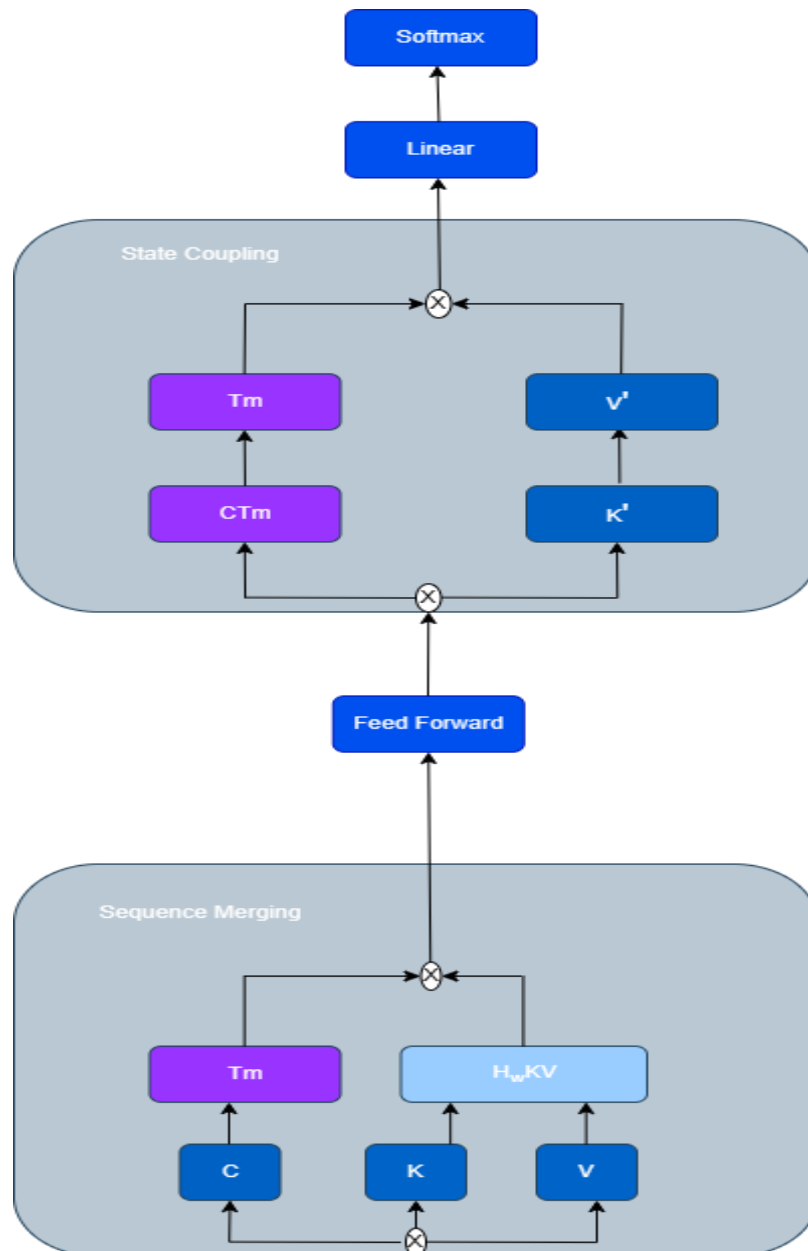 Softmax
Linear
State Coupling
X
Tm
V'
CTm
K'
X
Feed Forward
Sequence Merging
X
Tm
HwKV
C
K
V
X